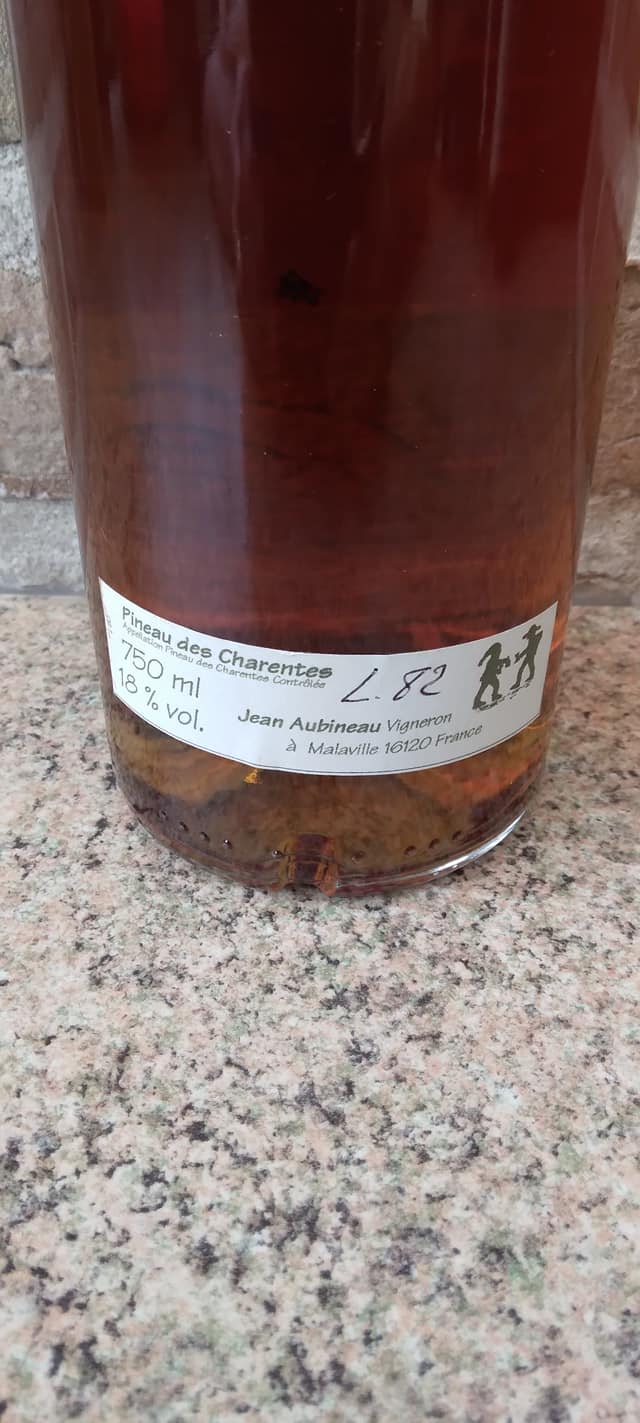 Pineau des Charentes
Appellation Pineau des Charentes Contrôlée
750 ml
L.82
18 % vol.
Jean Aubineau Vigneron
à Malaville 16120 France